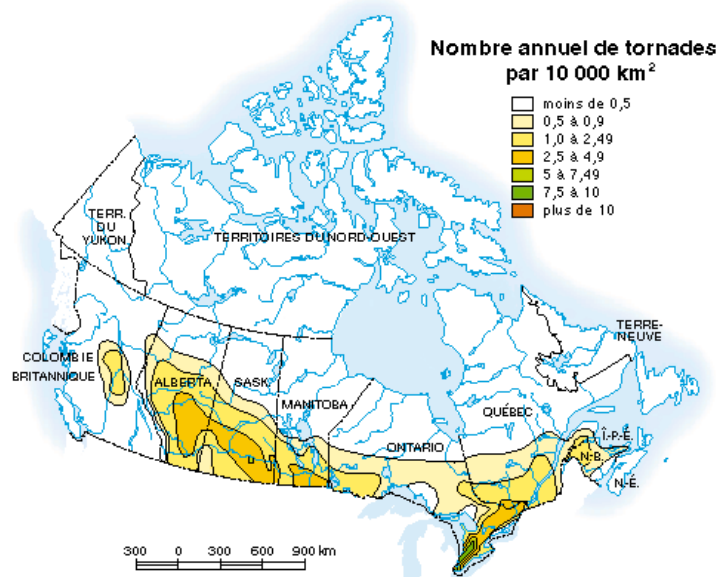 Nombre annuel de tornades
par 10 000 km²
moins de 0,5
0,5 à 0,9
1,0 à 2,49
2,5 à 4,9
5 à 7,49
7,5 à 10
plus de 10
TERR.
DU
YUKON
TERRITOIRES DU NORD-OUEST
TERRE-
NEUVE
COLOMBIE
BRITANNIQUE
ALBERTA
SASK.
MANITOBA
QUÉBEC
ONTARIO
Î.-P.-É.
N.-B.
N.-É.
300 0 300 600 900 km